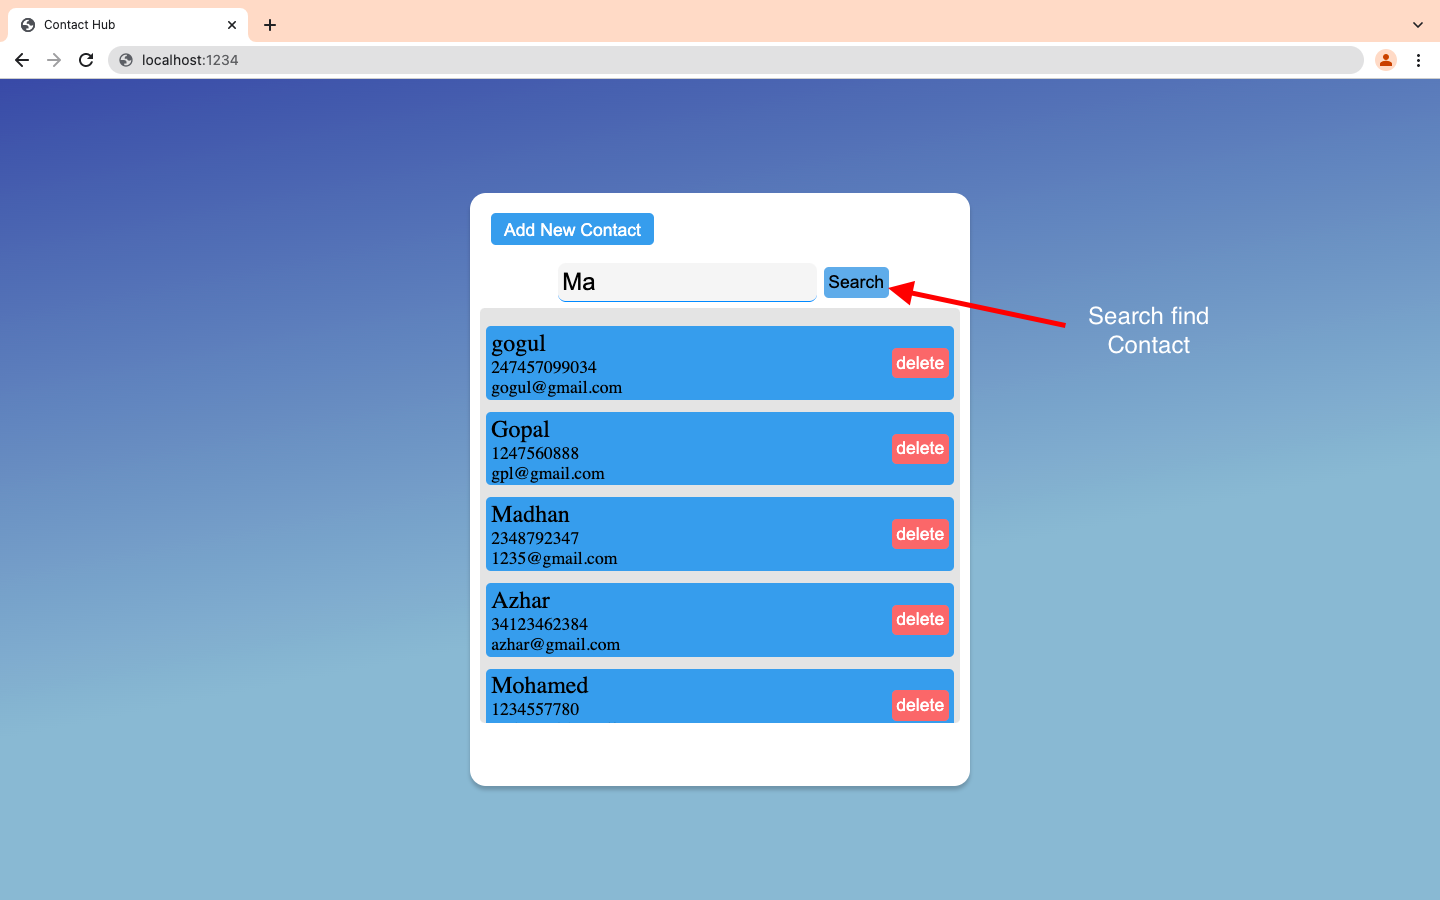 Contact Hub
localhost:1234
Add New Contact
Ma
Search
Search find
Contact
gogul
247457099034
gogul@gmail.com
delete
Gopal
1247560888
gpl@gmail.com
delete
Madhan
2348792347
1235@gmail.com
delete
Azhar
34123462384
azhar@gmail.com
delete
Mohamed
1234557780
delete